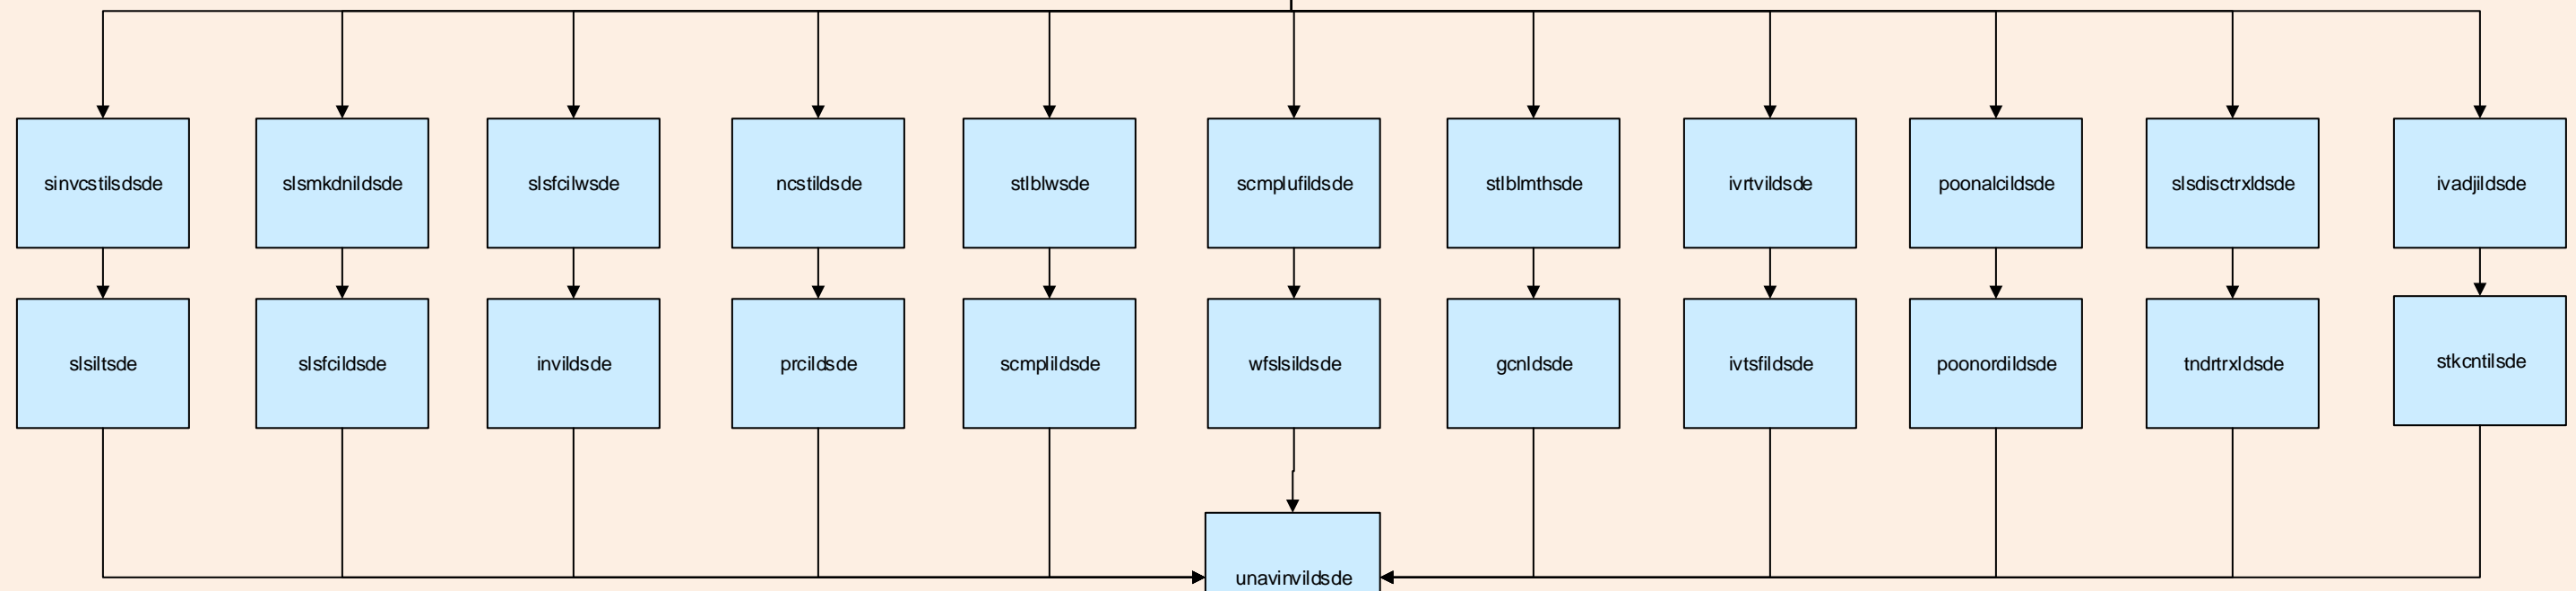 sinvcstilsdsde
slsmkdnildsde
slsfcilwsde
ncstildsde
stlblwsde
scmplufildsde
stlblmthsde
ivrtvildsde
poonalcildsde
slsdisctrxldsde
ivadjildsde
slsiltsde
slsfcildsde
invildsde
prcildsde
scmplildsde
wfslsildsde
gcnldsde
ivtsfildsde
poonordildsde
tndrtrxldsde
stkcntilsde
unavinvildsde